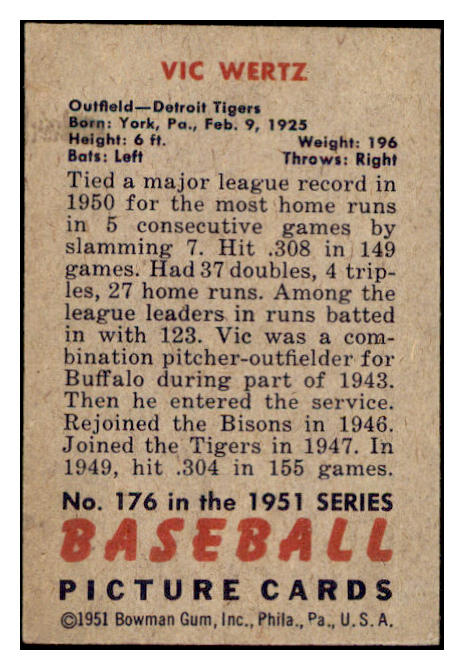 VIC WERTZ
Outfield—Detroit Tigers
Born: York, Pa., Feb. 9, 1925
Height: 6 ft. Weight: 196
Bats: Left Throws: Right
Tied a major league record in
1950 for the most home runs
in 5 consecutive games by
slamming 7. Hit .308 in 149
games. Had 37 doubles, 4 trip-
les, 27 home runs. Among the
league leaders in runs batted
in with 123. Vic was a com-
bination pitcher-outfielder for
Buffalo during part of 1943.
Then he entered the service.
Rejoined the Bisons in 1946.
Joined the Tigers in 1947. In
1949, hit .304 in 155 games.
No. 176 in the 1951 SERIES
BASEBALL
PICTURE CARDS
©1951 Bowman Gum, Inc., Phila., Pa., U. S. A.